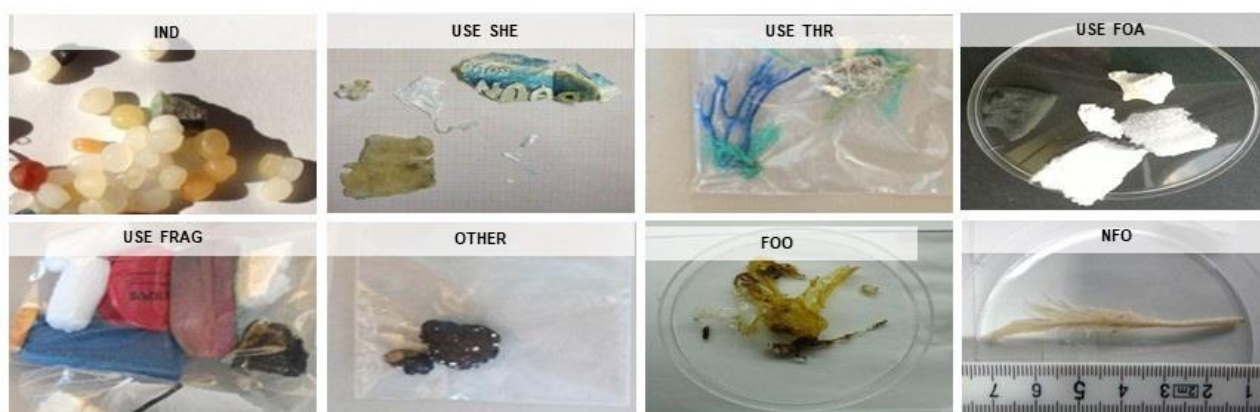 IND
USE SHE
USE THR
USE FOA
USE FRAG
OTHER
FOO
NFO
7 6 5 4 3 2 1